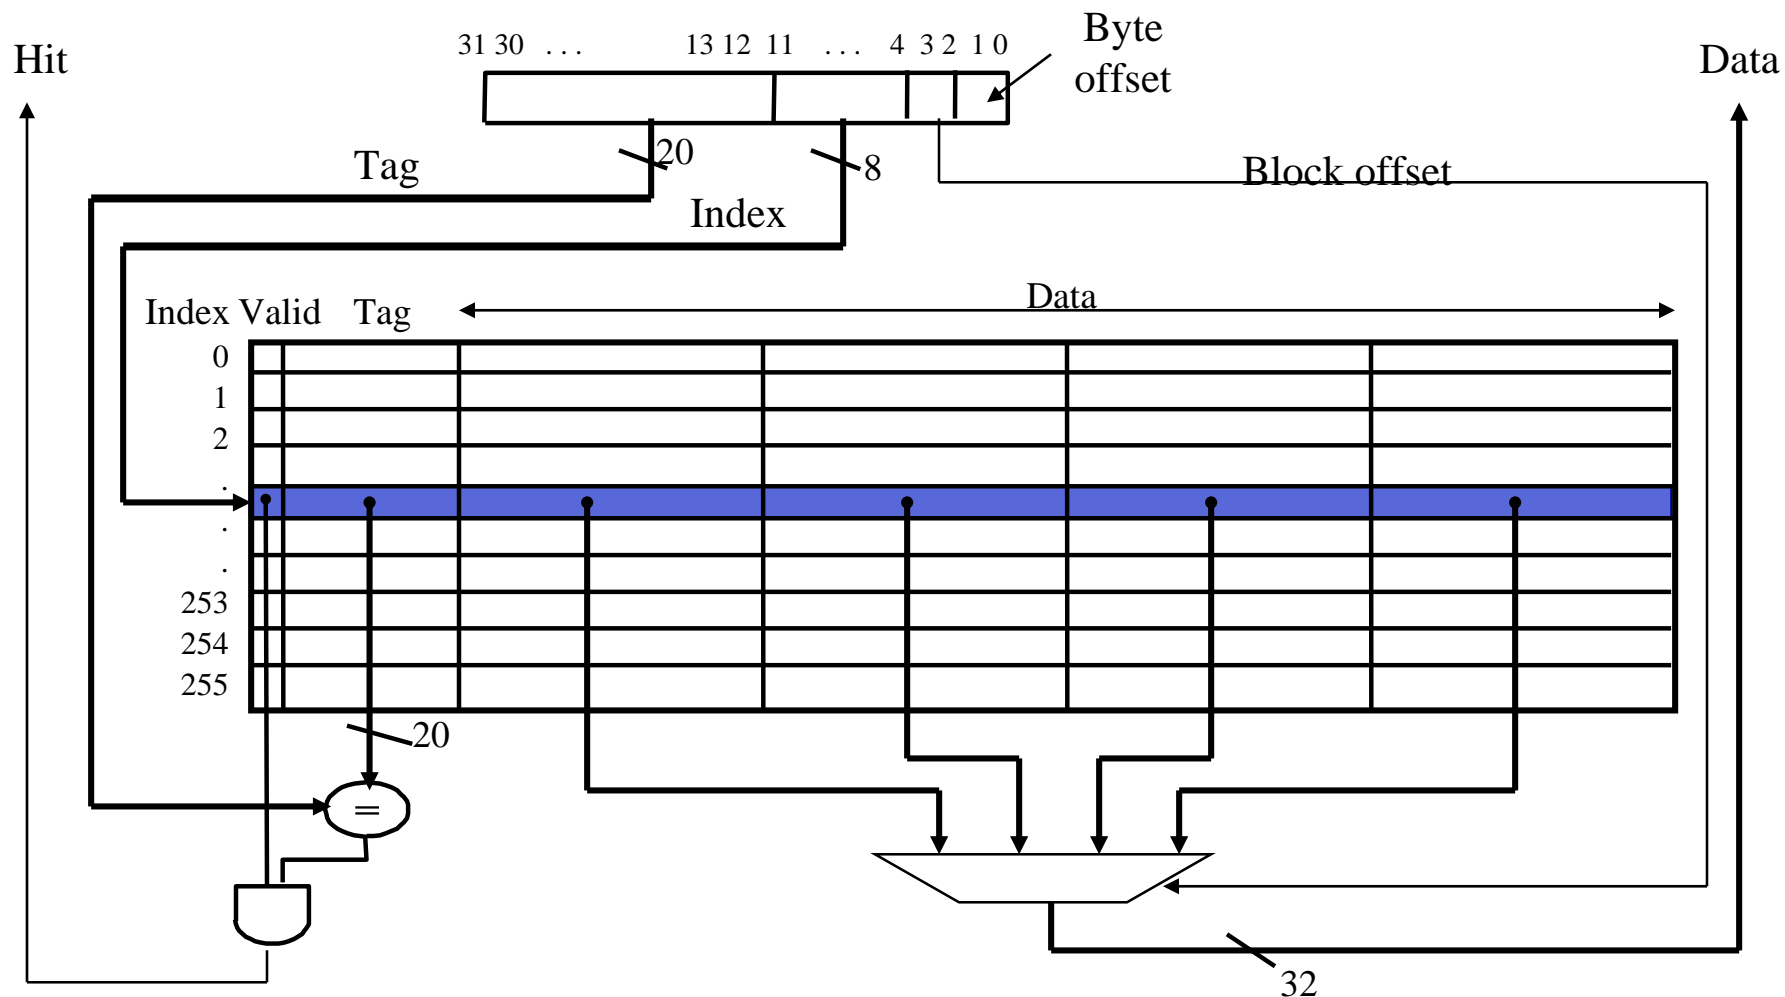 Hit
31 30 . . . 13 12 11 . . . 4 3 2 1 0
Byte
offset
Data
Tag
20
8
Block offset
Index
Index Valid Tag
Data
0
1
2
.
.
.
253
254
255
20
=
32